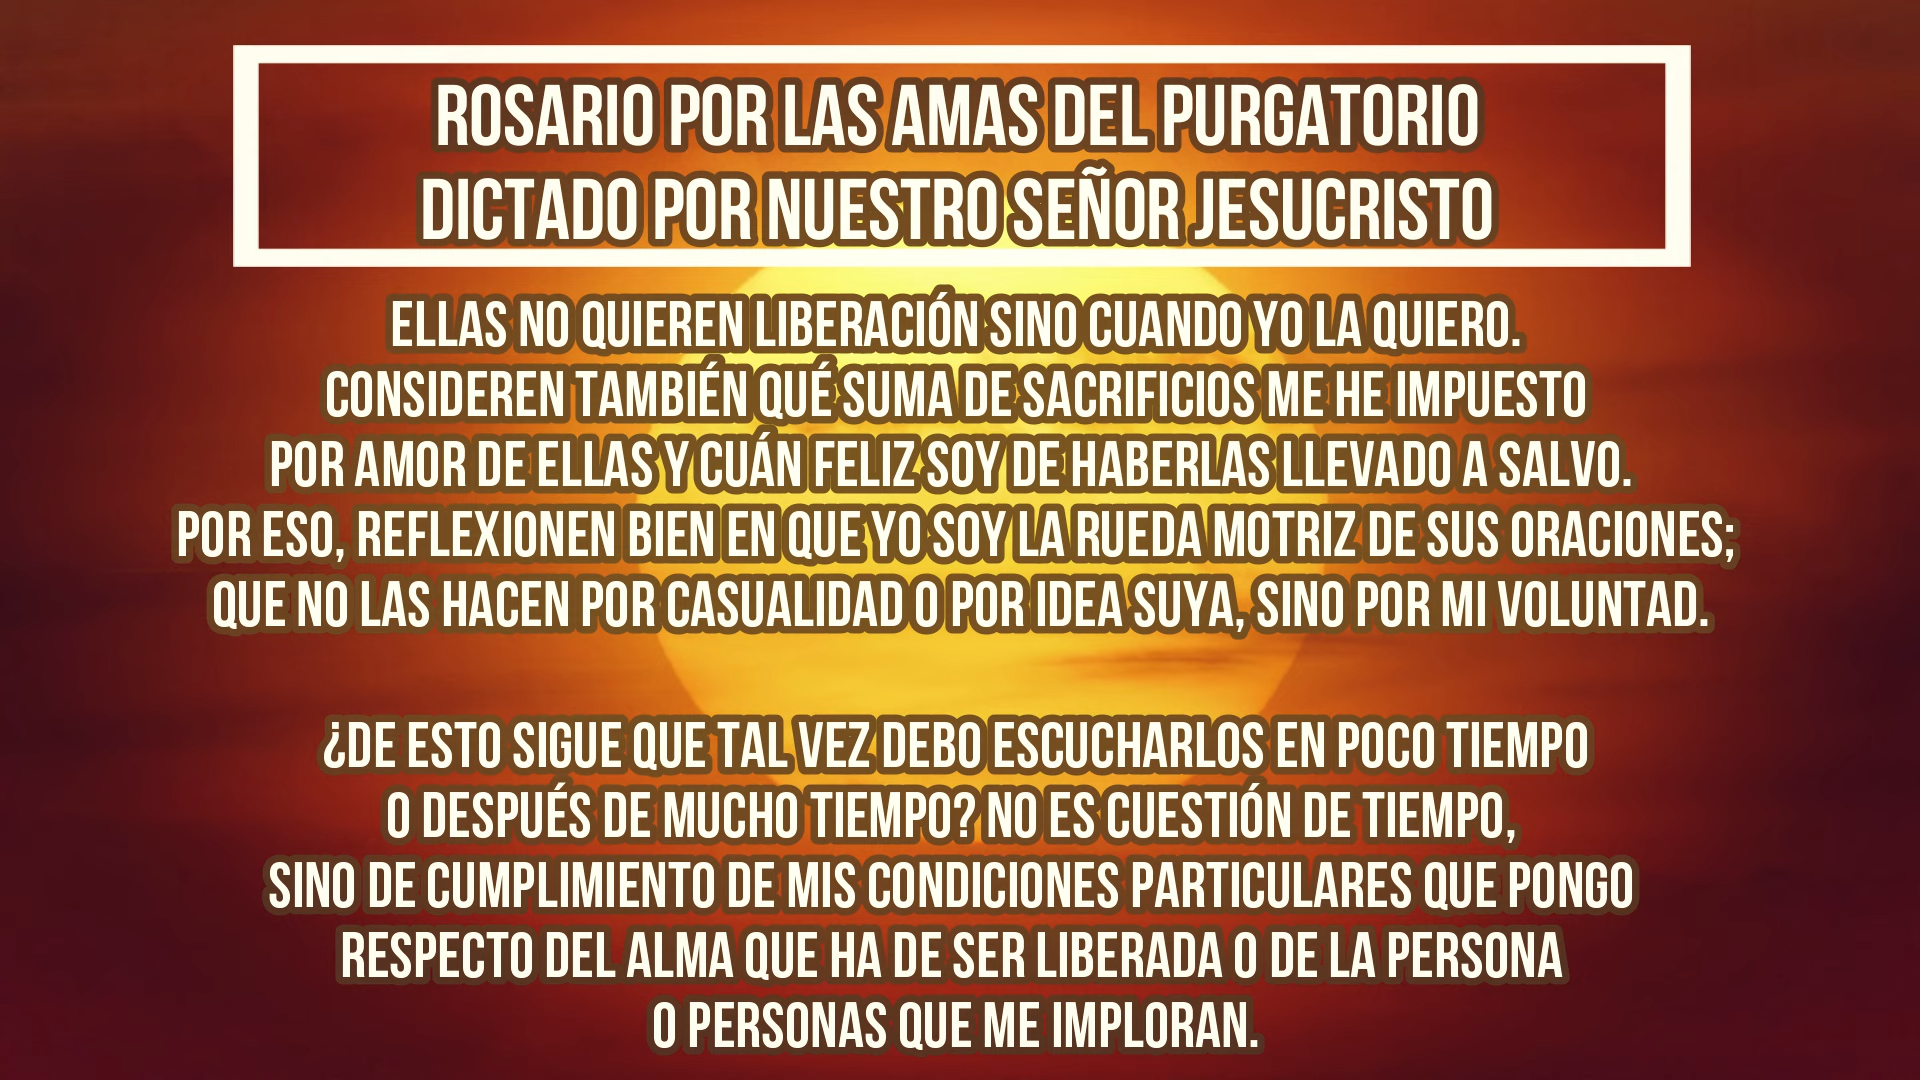 ROSARIO POR LAS AMAS DEL PURGATORIO
DICTADO POR NUESTRO SEÑOR JESUCRISTO
ELLAS NO QUIEREN LIBERACIÓN SINO CUANDO YO LA QUIERO.
CONSIDEREN TAMBIÉN QUÉ SUMA DE SACRIFICIOS ME HE IMPUESTO
POR AMOR DE ELLAS Y CUÁN FELIZ SOY DE HABERLAS LLEVADO A SALVO.
POR ESO, REFLEXIONEN BIEN EN QUE YO SOY LA RUEDA MOTRIZ DE SUS ORACIONES;
QUE NO LAS HACEN POR CASUALIDAD O POR IDEA SUYA, SINO POR MI VOLUNTAD.
¿DE ESTO SIGUE QUE TAL VEZ DEBO ESCUCHARLOS EN POCO TIEMPO
O DESPUÉS DE MUCHO TIEMPO? NO ES CUESTIÓN DE TIEMPO,
SINO DE CUMPLIMIENTO DE MIS CONDICIONES PARTICULARES QUE PONGO
RESPECTO DEL ALMA QUE HA DE SER LIBERADA O DE LA PERSONA
O PERSONAS QUE ME IMPLORAN.